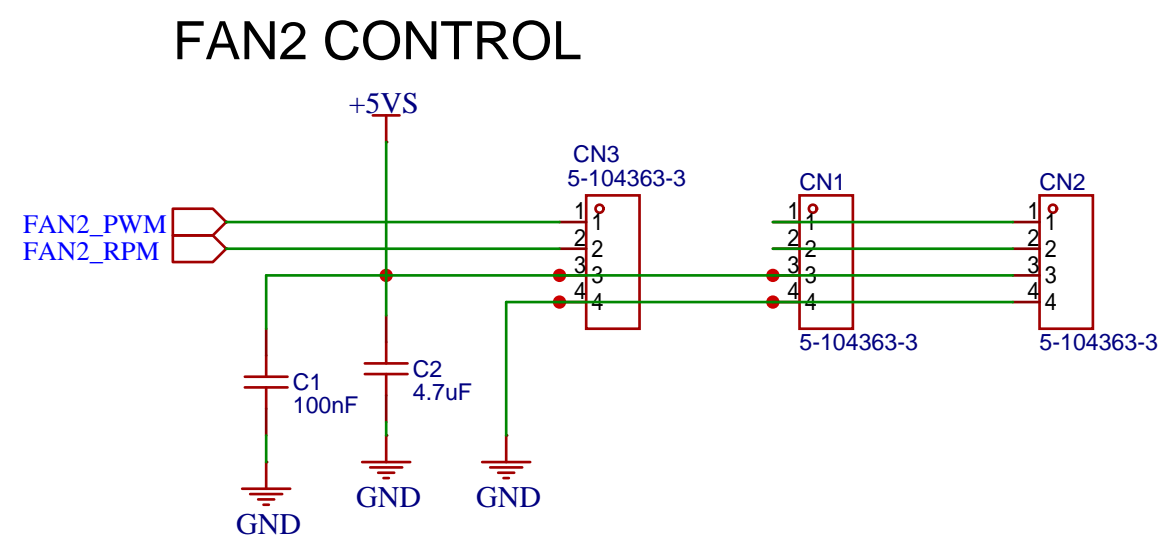 FAN2 CONTROL
+5VS
CN3
5-104363-3
CN1
CN2
FAN2_PWM
FAN2_RPM
1 1
2 2
3 3
4 4
1 1
2 2
3 3
4 4
1 1
2 2
3 3
4 4
5-104363-3
5-104363-3
C1
100nF
C2
4.7uF
GND
GND
GND